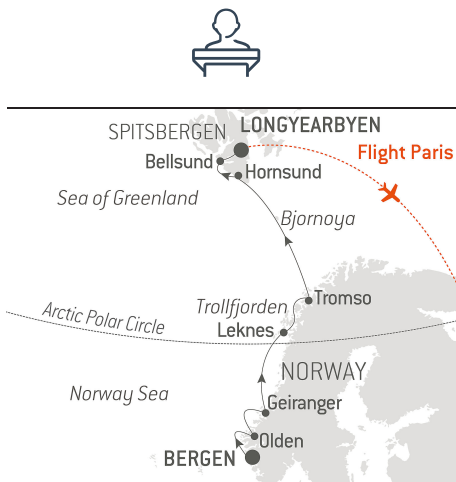 SPITSBERGEN LONGYEARBYEN
Flight Paris
Bellsund
Hornsund
Sea of Greenland
Bjornoya
Trollfjorden
Tromso
Arctic Polar Circle
Leknes
NORWAY
Norway Sea
Geiranger
Olden
BERGEN